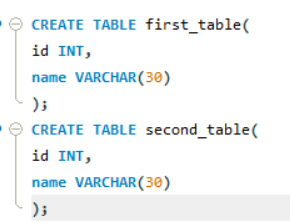 CREATE TABLE first_table(
id INT,
name VARCHAR(30)
);
CREATE TABLE second_table(
id INT,
name VARCHAR(30)
);